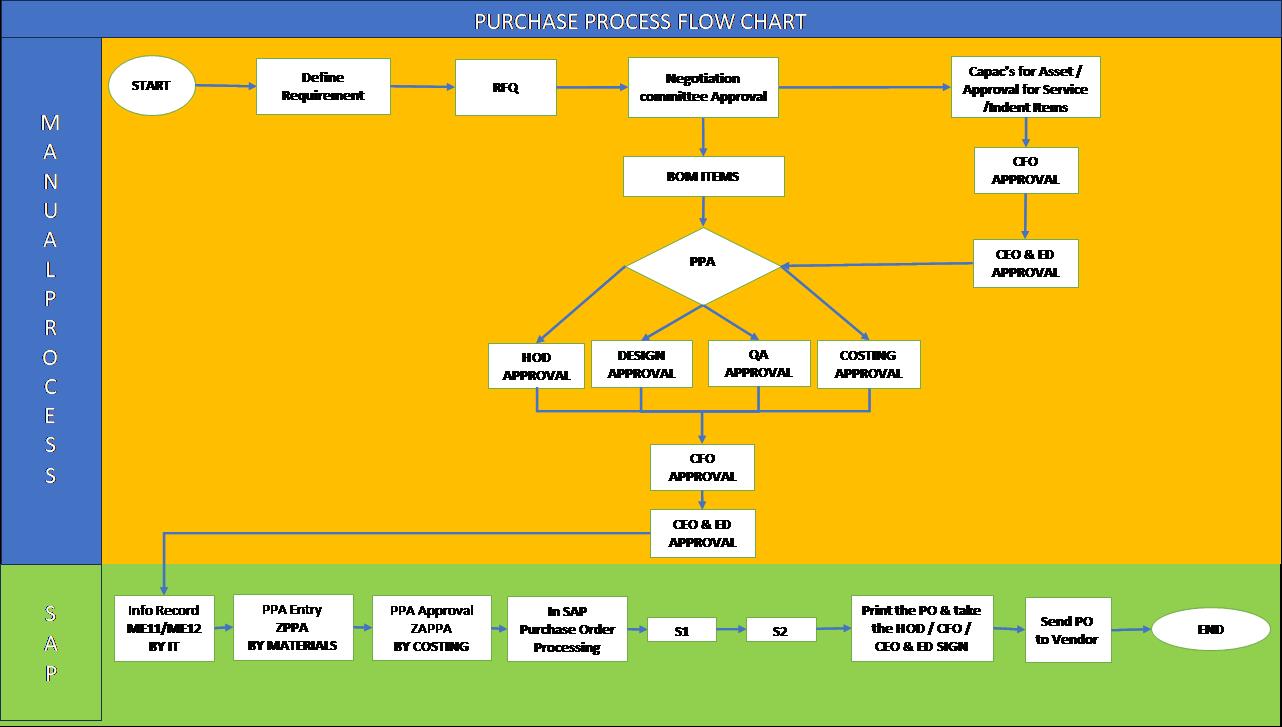 PURCHASE PROCESS FLOW CHART
M
A
N
U
A
L
P
R
O
C
E
S
S
START
Define
Requirement
RFQ
Negotiation
committee Approval
Capac's for Asset /
Approval for Service
/Indent Items
BOM ITEMS
CFO
APPROVAL
PPA
CEO & ED
APPROVAL
HOD
APPROVAL
DESIGN
APPROVAL
QA
APPROVAL
COSTING
APPROVAL
CFO
APPROVAL
CEO & ED
APPROVAL
S
A
P
Info Record
ME11/ME12
BY IT
PPA Entry
ZPPA
BY MATERIALS
PPA Approval
ZAPPA
BY COSTING
In SAP
Purchase Order
Processing
S1
S2
Print the PO & take
the HOD / CFO /
CEO & ED SIGN
Send PO
to Vendor
END